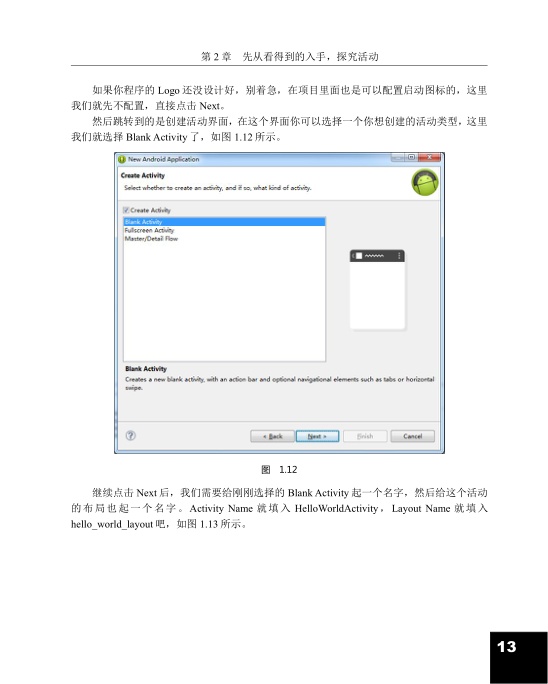 第 2 章 先从看得到的入手，探究活动
如果你程序的 Logo 还没设计好，别着急，在项目里面也是可以配置启动图标的，这里
我们就先不配置，直接点击 Next。
然后跳转到的是创建活动界面，在这个界面你可以选择一个你想创建的活动类型，这里
我们就选择 Blank Activity 了，如图 1.12 所示。
New Android Application
Create Activity
Select whether to create an activity, and if so, what kind of activity.
Create Activity
Blank Activity
Fullscreen Activity
Master/Detail Flow
Blank Activity
Creates a new blank activity, with an action bar and optional navigational elements such as tabs or horizontal
swipe.
?
< Back
Next >
Finish
Cancel
图 1.12
继续点击 Next 后，我们需要给刚刚选择的 Blank Activity 起一个名字，然后给这个活动
的布局也起一个名字。Activity Name 就填入 HelloWorldActivity，Layout Name 就填入
hello_world_layout 吧，如图 1.13 所示。
13